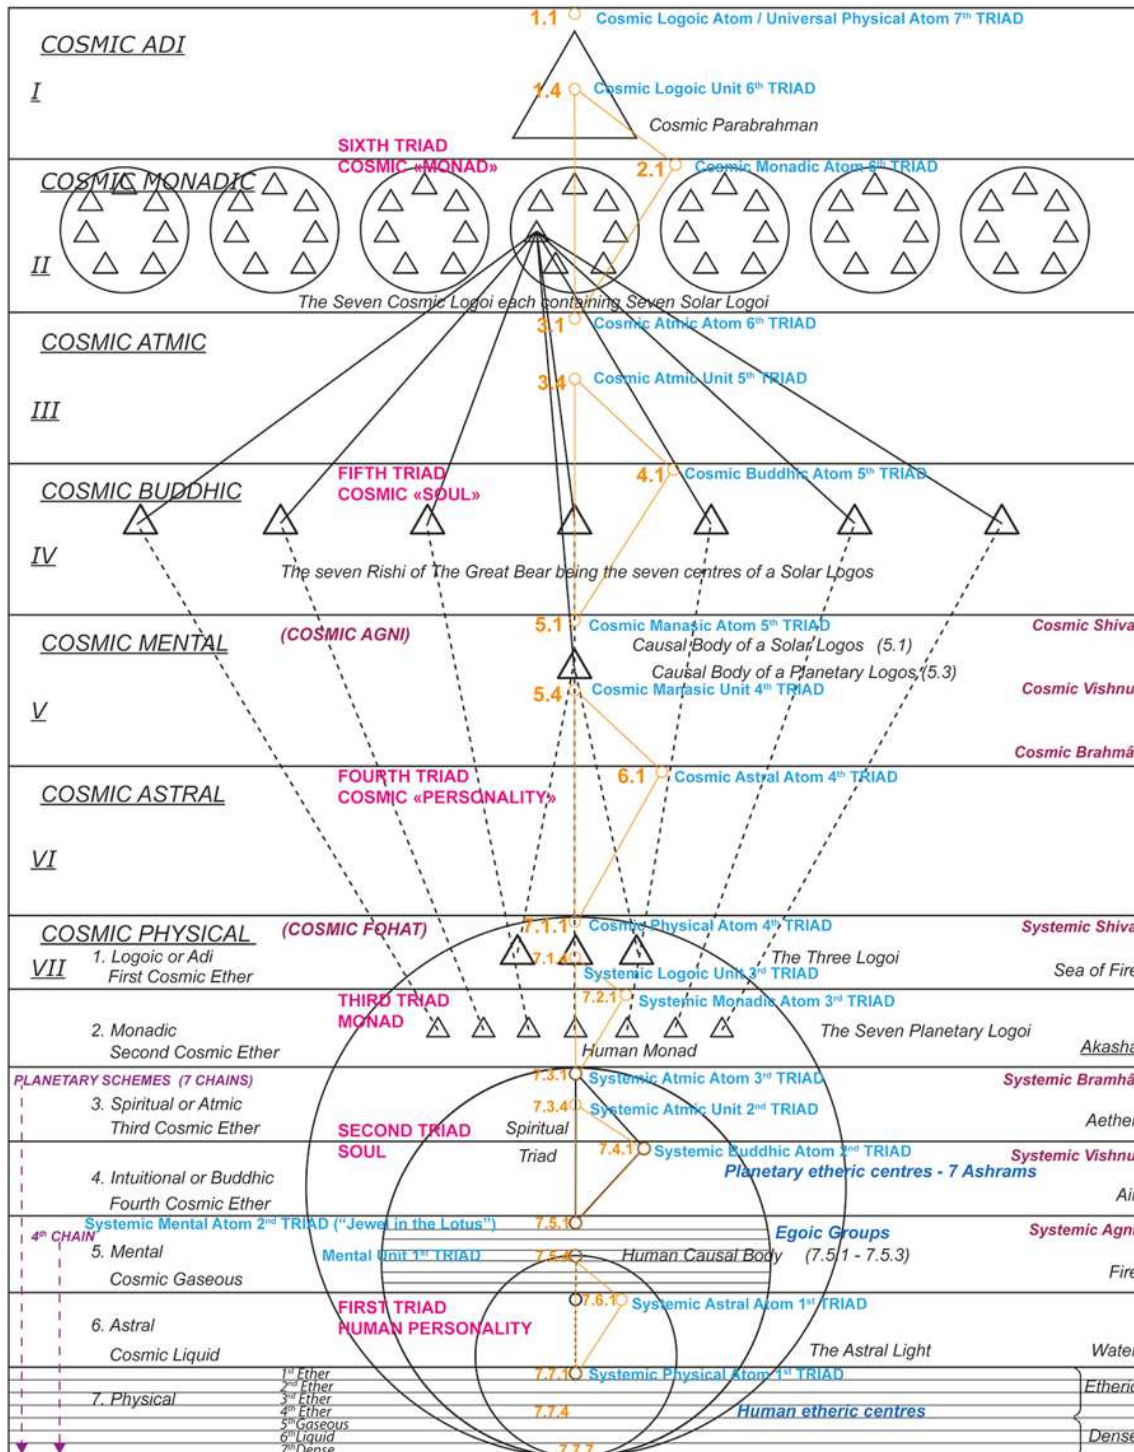 1.1 Cosmic Logoic Atom / Universal Physical Atom 7th TRIAD
COSMIC ADI
I
1.4 Cosmic Logoic Unit 6th TRIAD
Cosmic Parabrahman
SIXTH TRIAD
COSMIC «MONAD»
2.1 Cosmic Monadic Atom 6th TRIAD
COSMIC MONADIC
II
The Seven Cosmic Logoi each containing Seven Solar Logoi
3.1 Cosmic Atmic Atom 6th TRIAD
COSMIC ATMIC
3.4 Cosmic Atmic Unit 5th TRIAD
III
FIFTH TRIAD
COSMIC «SOUL»
4.1 Cosmic Buddhic Atom 5th TRIAD
COSMIC BUDDHIC
IV
The seven Rishi of The Great Bear being the seven centres of a Solar Logos
5.1 Cosmic Manasic Atom 5th TRIAD
COSMIC MENTAL
(COSMIC AGNI)
Cosmic Shiva
Causal Body of a Solar Logos (5.1)
Causal Body of a Planetary Logos (5.3)
5.4 Cosmic Manasic Unit 4th TRIAD
Cosmic Vishnu
V
Cosmic Brahmâ
FOURTH TRIAD
COSMIC «PERSONALITY»
6.1 Cosmic Astral Atom 4th TRIAD
COSMIC ASTRAL
VI
7.1.1 Cosmic Physical Atom 4th TRIAD
COSMIC PHYSICAL
(COSMIC FOHAT)
Systemic Shiva
VII
1. Logoic or Adi
First Cosmic Ether
7.1.4
The Three Logoi
Systemic Logoic Unit 3rd TRIAD
Sea of Fire
THIRD TRIAD
MONAD
7.2.1 Systemic Monadic Atom 3rd TRIAD
2. Monadic
Second Cosmic Ether
The Seven Planetary Logoi
Human Monad
Akasha
PLANETARY SCHEMES (7 CHAINS)
7.3.1 Systemic Atmic Atom 3rd TRIAD
Systemic Bramhâ
3. Spiritual or Atmic
Third Cosmic Ether
7.3.4 Systemic Atmic Unit 2nd TRIAD
Aether
SECOND TRIAD
SOUL
Spiritual
Triad
7.4.1 Systemic Buddhic Atom 2nd TRIAD
Systemic Vishnu
4. Intuitional or Buddhic
Fourth Cosmic Ether
Planetary etheric centres - 7 Ashrams
Air
Systemic Mental Atom 2nd TRIAD ("Jewel in the Lotus") 7.5.1
4th CHAIN
Egoic Groups
Systemic Agni
5. Mental
Cosmic Gaseous
Mental Unit 1st TRIAD 7.5.4
Human Causal Body (7.5.1 - 7.5.3)
Fire
FIRST TRIAD
HUMAN PERSONALITY
7.6.1 Systemic Astral Atom 1st TRIAD
6. Astral
Cosmic Liquid
The Astral Light
Water
7.7.1 Systemic Physical Atom 1st TRIAD
7. Physical
1st Ether
2nd Ether
3rd Ether
4th Ether
5th Gaseous
6th Liquid
7th Dense
Etheric
7.7.4
Human etheric centres
Dense
7.7.7